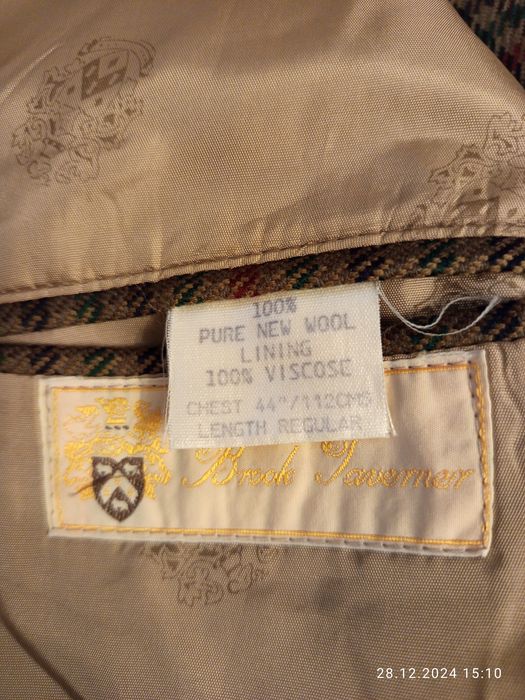 100%
PURE NEW WOOL
LINING
100% VISCOSE
CHEST 44"/112CMS
LENGTH REGULAR
Brook Taverner
28.12.2024 15:10